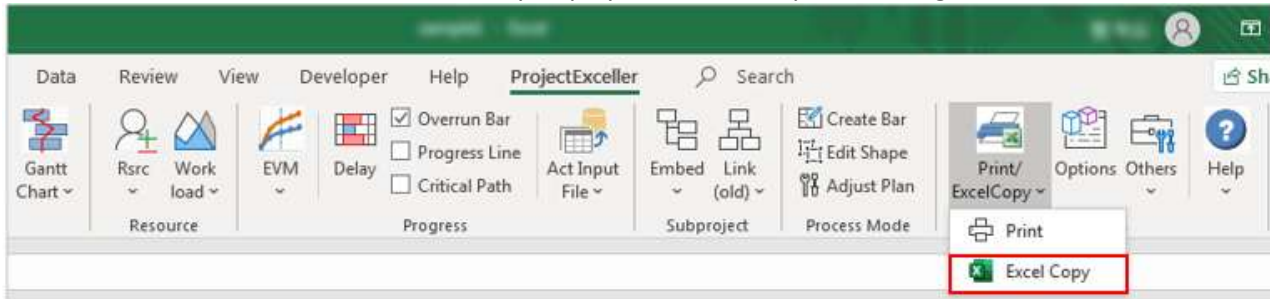 Data Review View Developer Help ProjectExceller Search Sh
Overrun Bar
Progress Line
Critical Path
Create Bar
Edit Shape
Adjust Plan
Gantt Chart
Rsrc
Work load
EVM
Delay
Act Input File
Embed
Link (old)
Print/ ExcelCopy
Options
Others
Help
Resource Progress Subproject Process Mode
Print
Excel Copy